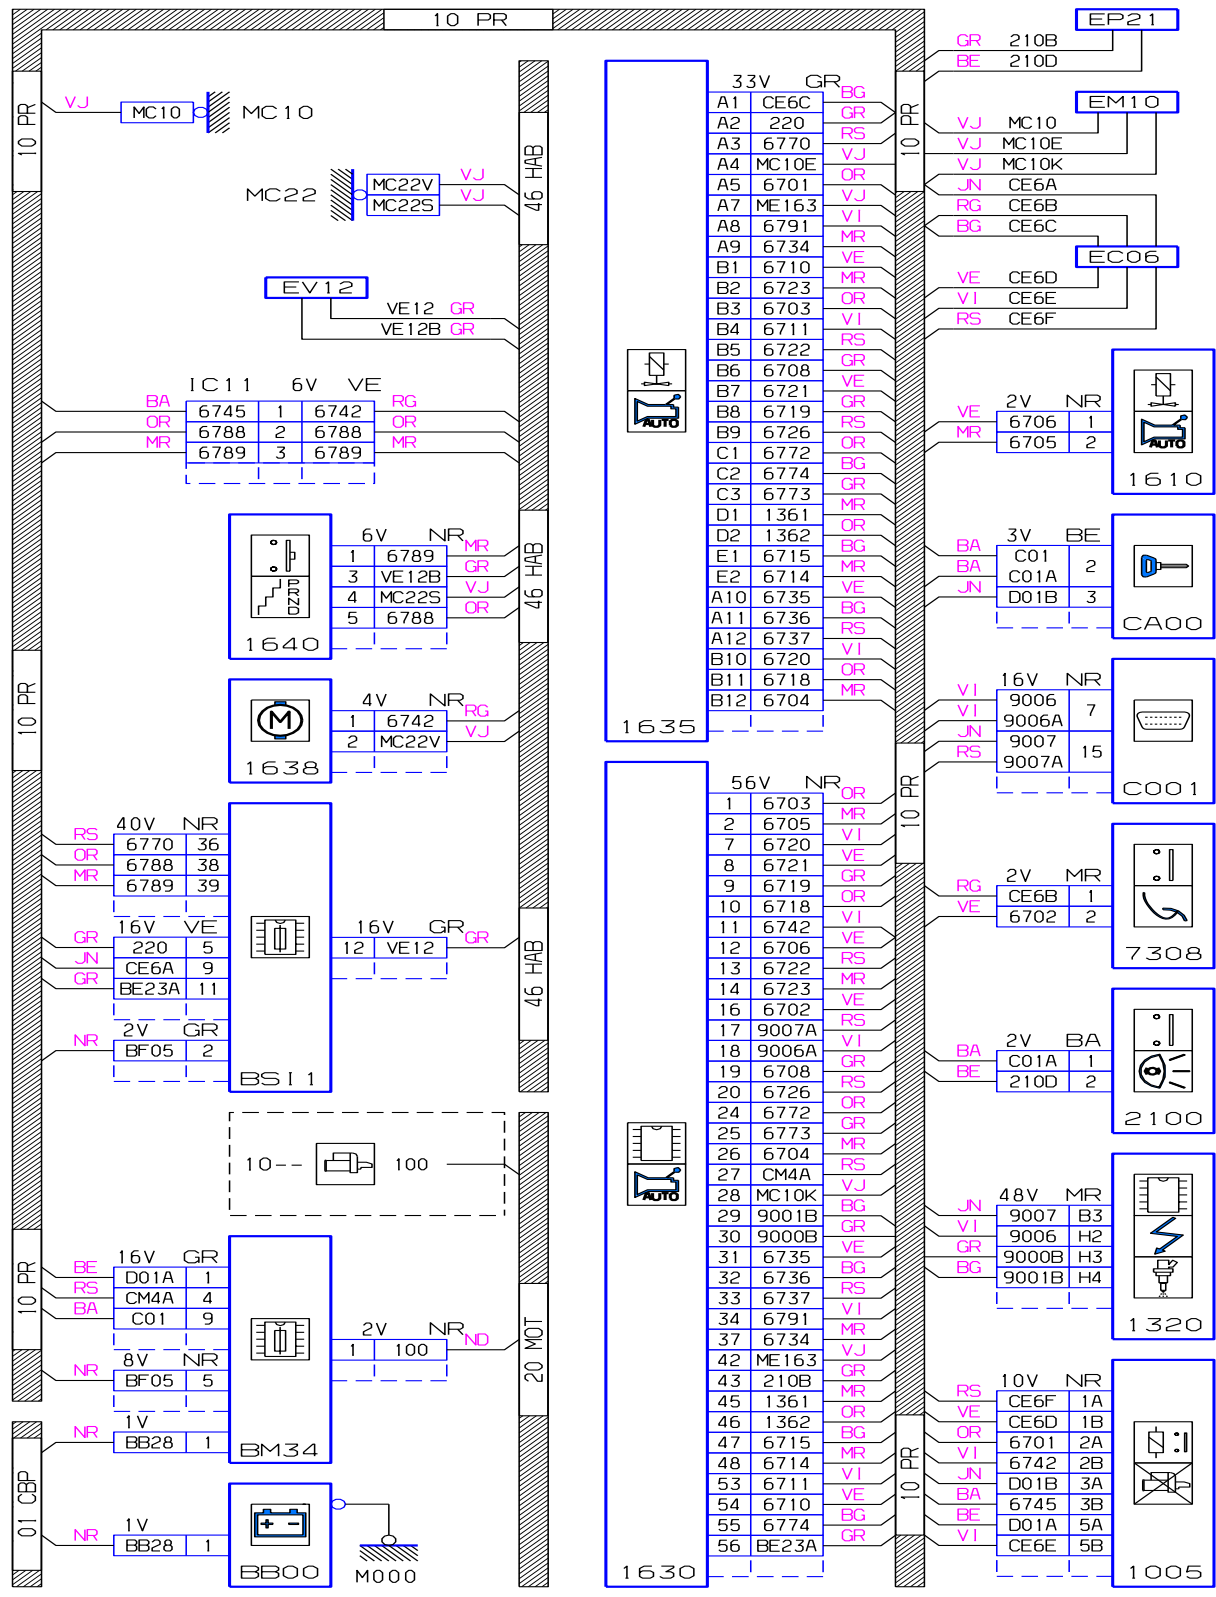 10 PR
10 PR
VJ
MC10
MC10
MC22
MC22V VJ
MC22S VJ
46 HAB
EV12
VE12 GR
VE12B GR
IC11 6V VE
BA 6745 1 6742 RG
OR 6788 2 6788 OR
MR 6789 3 6789 MR
6V NR
1 6789 MR
3 VE12B GR
4 MC22S VJ
5 6788 OR
1640
46 HAB
10 PR
4V NR
1 6742 RG
2 MC22V VJ
1638
40V NR
RS 6770 36
OR 6788 38
MR 6789 39
16V VE
GR 220 5
JN CE6A 9
GR BE23A 11
2V GR
NR BF05 2
16V GR
12 VE12 GR
BSI1
46 HAB
10-- 100
10 PR
16V GR
BE D01A 1
RS CM4A 4
BA C01 9
8V NR
NR BF05 5
1V
NR BB28 1
2V NR
1 100 ND
BM34
20 MOT
01 CBP
1V
NR BB28 1
+ -
BB00
M000
P
R
N
D
M
33V GR
A1 CE6C BG
A2 220 GR
A3 6770 RS
A4 MC10E VJ
A5 6701 OR
A7 ME163 VJ
A8 6791 VI
A9 6734 MR
B1 6710 VE
B2 6723 MR
B3 6703 OR
B4 6711 VI
B5 6722 RS
B6 6708 GR
B7 6721 VE
B8 6719 GR
B9 6726 RS
C1 6772 OR
C2 6774 BG
C3 6773 GR
D1 1361 MR
D2 1362 OR
E1 6715 BG
E2 6714 MR
A10 6735 VE
A11 6736 BG
A12 6737 RS
B10 6720 VI
B11 6718 OR
B12 6704 MR
AUTO
1635
56V NR
1 6703 OR
2 6705 MR
7 6720 VI
8 6721 VE
9 6719 GR
10 6718 OR
11 6742 VI
12 6706 VE
13 6722 RS
14 6723 MR
16 6702 VE
17 9007A RS
18 9006A VI
19 6708 GR
20 6726 RS
24 6772 OR
25 6773 GR
26 6704 MR
27 CM4A RS
28 MC10K VJ
29 9001B BG
30 9000B GR
31 6735 VE
32 6736 BG
33 6737 RS
34 6791 VI
37 6734 MR
42 ME163 VJ
43 210B GR
45 1361 MR
46 1362 OR
47 6715 BG
48 6714 MR
53 6711 VI
54 6710 VE
55 6774 BG
56 BE23A GR
AUTO
1630
10 PR
10 PR
10 PR
EP21
GR 210B
BE 210D
EM10
VJ MC10
VJ MC10E
VJ MC10K
JN CE6A
RG CE6B
BG CE6C
EC06
VE CE6D
VI CE6E
RS CE6F
2V NR
VE 6706 1
MR 6705 2
AUTO
1610
3V BE
BA C01 2
BA C01A
JN D01B 3
CA00
16V NR
VI 9006 7
VI 9006A
JN 9007 15
RS 9007A
C001
2V MR
RG CE6B 1
VE 6702 2
7308
2V BA
BA C01A 1
BE 210D 2
2100
48V MR
JN 9007 B3
VI 9006 H2
GR 9000B H3
BG 9001B H4
1320
10V NR
RS CE6F 1A
VE CE6D 1B
OR 6701 2A
VI 6742 2B
JN D01B 3A
BA 6745 3B
BE D01A 5A
VI CE6E 5B
1005